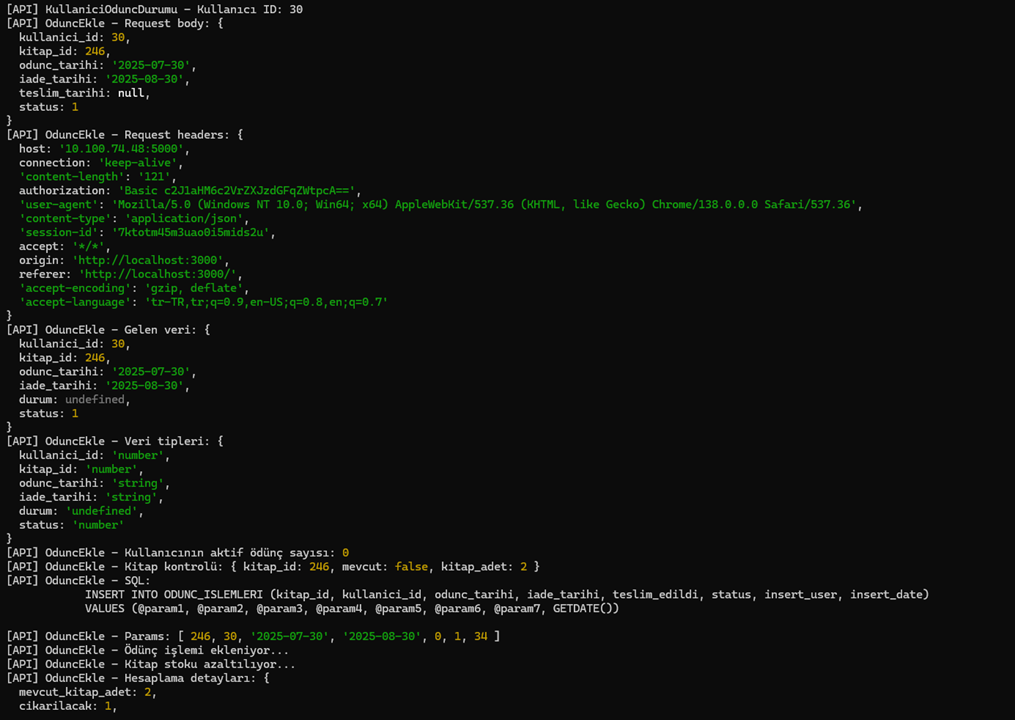 [API] KullaniciOduncDurumu - Kullanıcı ID: 30
[API] OduncEkle - Request body: {
  kullanici_id: 30,
  kitap_id: 246,
  odunc_tarihi: '2025-07-30',
  iade_tarihi: '2025-08-30',
  teslim_tarihi: null,
  status: 1
}
[API] OduncEkle - Request headers: {
  host: '10.100.74.48:5000',
  connection: 'keep-alive',
  'content-length': '121',
  authorization: 'Basic c2J1aHM6c2VrZXJzdGFqZWtpcA==',
  'user-agent': 'Mozilla/5.0 (Windows NT 10.0; Win64; x64) AppleWebKit/537.36 (KHTML, like Gecko) Chrome/138.0.0.0 Safari/537.36',
  'content-type': 'application/json',
  'session-id': '7ktotm45m3uao0i5mids2u',
  accept: '*/*',
  origin: 'http://localhost:3000',
  referer: 'http://localhost:3000/',
  'accept-encoding': 'gzip, deflate',
  'accept-language': 'tr-TR,tr;q=0.9,en-US;q=0.8,en;q=0.7'
}
[API] OduncEkle - Gelen veri: {
  kullanici_id: 30,
  kitap_id: 246,
  odunc_tarihi: '2025-07-30',
  iade_tarihi: '2025-08-30',
  durum: undefined,
  status: 1
}
[API] OduncEkle - Veri tipleri: {
  kullanici_id: 'number',
  kitap_id: 'number',
  odunc_tarihi: 'string',
  iade_tarihi: 'string',
  durum: 'undefined',
  status: 'number'
}
[API] OduncEkle - Kullanıcının aktif ödünç sayısı: 0
[API] OduncEkle - Kitap kontrolü: { kitap_id: 246, mevcut: false, kitap_adet: 2 }
[API] OduncEkle - SQL:
            INSERT INTO ODUNC_ISLEMLERI (kitap_id, kullanici_id, odunc_tarihi, iade_tarihi, teslim_edildi, status, insert_user, insert_date)
            VALUES (@param1, @param2, @param3, @param4, @param5, @param6, @param7, GETDATE())
[API] OduncEkle - Params: [ 246, 30, '2025-07-30', '2025-08-30', 0, 1, 34 ]
[API] OduncEkle - Ödünç işlemi ekleniyor...
[API] OduncEkle - Kitap stoku azaltılıyor...
[API] OduncEkle - Hesaplama detayları: {
  mevcut_kitap_adet: 2,
  cikarilacak: 1,